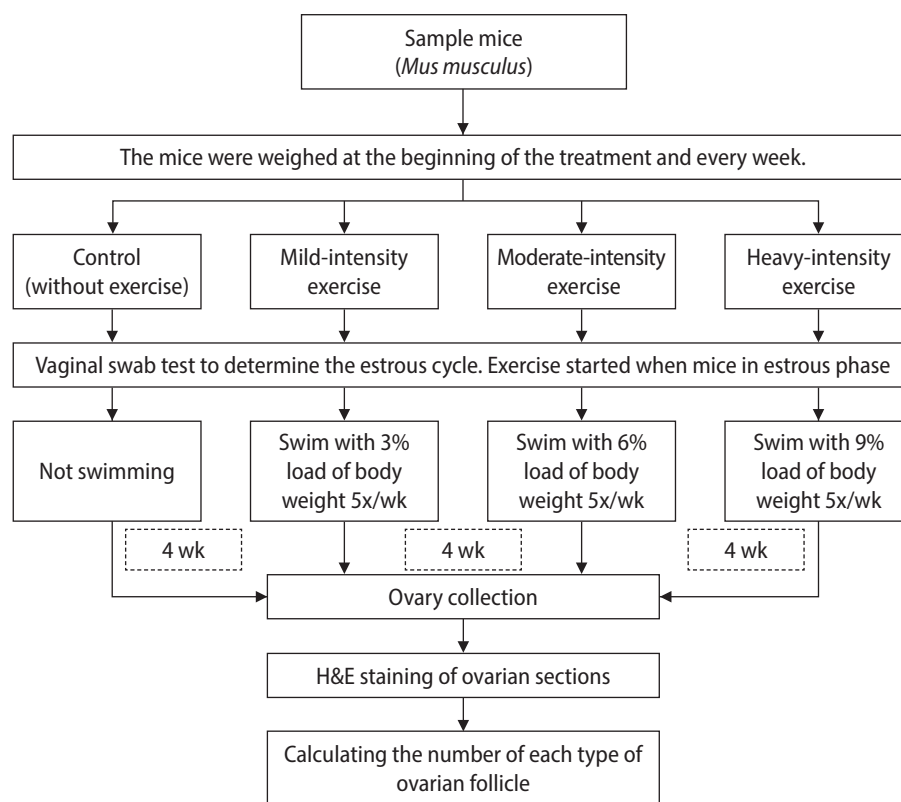 Sample mice
(Mus musculus)
The mice were weighed at the beginning of the treatment and every week.
Control
(without exercise)
Mild-intensity
exercise
Moderate-intensity
exercise
Heavy-intensity
exercise
Vaginal swab test to determine the estrous cycle. Exercise started when mice in estrous phase
Not swimming
Swim with 3%
load of body
weight 5x/wk
Swim with 6%
load of body
weight 5x/wk
Swim with 9%
load of body
weight 5x/wk
4 wk
4 wk
4 wk
Ovary collection
H&E staining of ovarian sections
Calculating the number of each type of
ovarian follicle